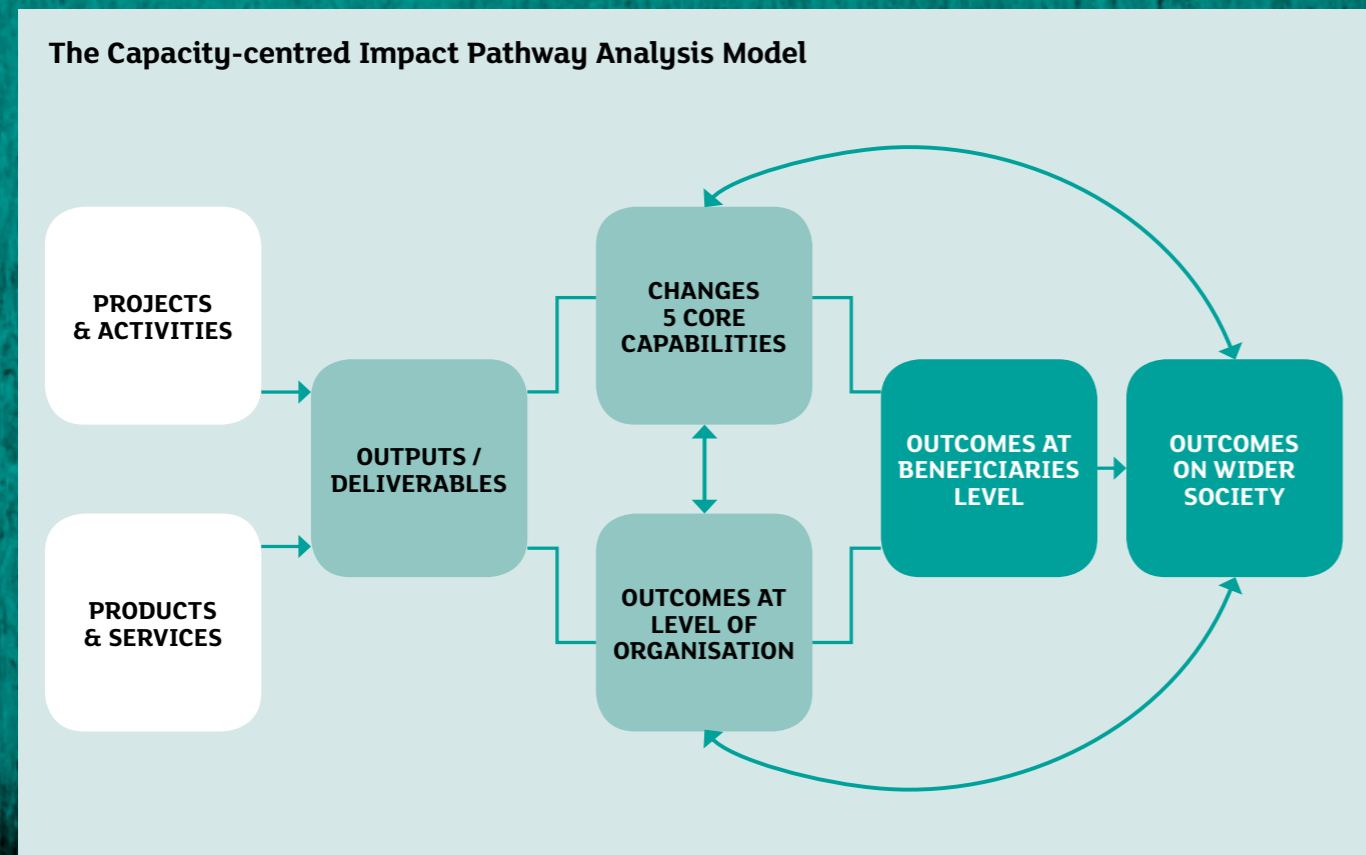 The Capacity-centred Impact Pathway Analysis Model
PROJECTS
& ACTIVITIES
PRODUCTS
& SERVICES
OUTPUTS /
DELIVERABLES
CHANGES
5 CORE
CAPABILITIES
OUTCOMES AT
LEVEL OF
ORGANISATION
OUTCOMES AT
BENEFICIARIES
LEVEL
OUTCOMES
ON WIDER
SOCIETY